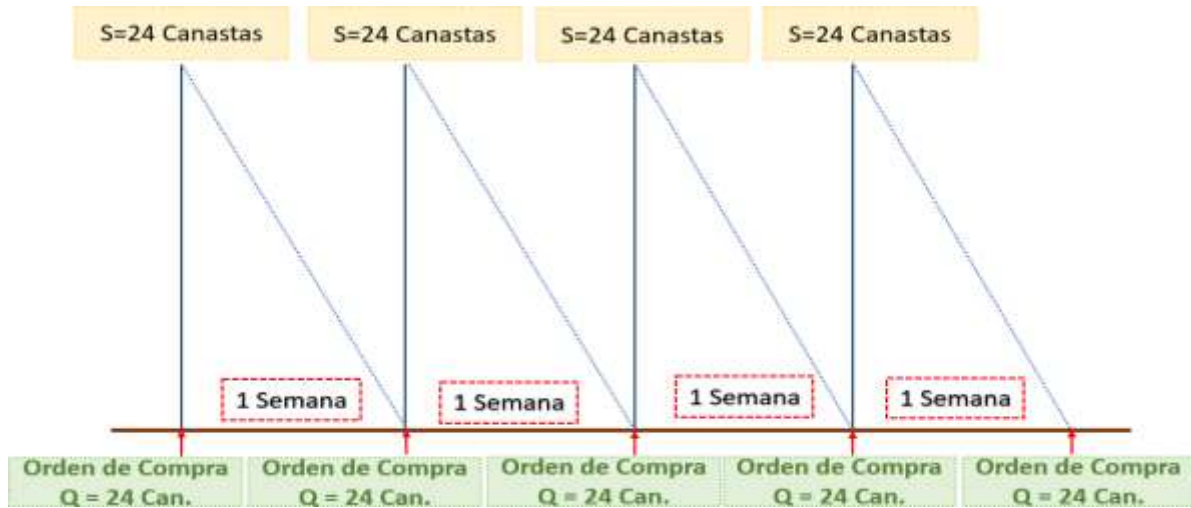 S=24 Canastas
S=24 Canastas
S=24 Canastas
S=24 Canastas
1 Semana
1 Semana
1 Semana
1 Semana
Orden de Compra
Q = 24 Can.
Orden de Compra
Q = 24 Can.
Orden de Compra
Q = 24 Can.
Orden de Compra
Q = 24 Can.
Orden de Compra
Q = 24 Can.